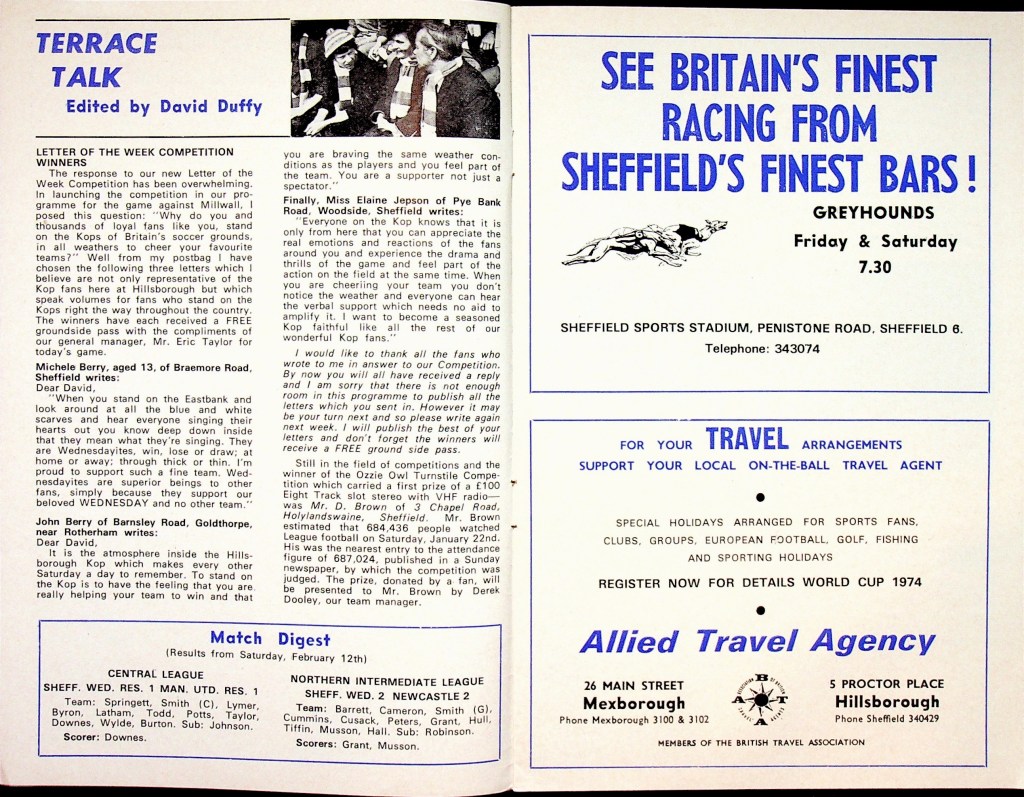 TERRACE
TALK
Edited by David Duffy
LETTER OF THE WEEK COMPETITION
WINNERS
The response to our new Letter of the
Week Competition has been overwhelming.
In launching the competition in our pro-
gramme for the game against Millwall, I
posed this question: "Why do you and
thousands of loyal fans like you, stand
on the Kops of Britain's soccer grounds,
in all weathers to cheer your favourite
teams?" Well from my postbag I have
chosen the following three letters which I
believe are not only representative of the
Kop fans here at Hillsborough but which
speak volumes for fans who stand on the
Kops right the way throughout the country.
The winners have each received a FREE
groundside pass with the compliments of
our general manager, Mr. Eric Taylor for
today's game.
Michele Berry, aged 13, of Braemore Road,
Sheffield writes:
Dear David,
"When you stand on the Eastbank and
look around at all the blue and white
scarves and hear everyone singing their
hearts out you know deep down inside
that they mean what they're singing. They
are Wednesdayites, win, lose or draw; at
home or away; through thick or thin. I'm
proud to support such a fine team. Wed-
nesdayites are superior beings to other
fans, simply because they support our
beloved WEDNESDAY and no other team."
John Berry of Barnsley Road, Goldthorpe,
near Rotherham writes:
Dear David,
It is the atmosphere inside the Hills-
borough Kop which makes every other
Saturday a day to remember. To stand on
the Kop is to have the feeling that you are
really helping your team to win and that
you are braving the same weather con-
ditions as the players and you feel part of
the team. You are a supporter not just a
spectator."
Finally, Miss Elaine Jepson of Pye Bank
Road, Woodside, Sheffield writes:
"Everyone on the Kop knows that it is
only from here that you can appreciate the
real emotions and reactions of the fans
around you and experience the drama and
thrills of the game and feel part of the
action on the field at the same time. When
you are cheeriing your team you don't
notice the weather and everyone can hear
the verbal support which needs no aid to
amplify it. I want to become a seasoned
Kop faithful like all the rest of our
wonderful Kop fans."
I would like to thank all the fans who
wrote to me in answer to our Competition.
By now you will all have received a reply
and I am sorry that there is not enough
room in this programme to publish all the
letters which you sent in. However it may
be your turn next and so please write again
next week. I will publish the best of your
letters and don't forget the winners will
receive a FREE ground side pass.
Still in the field of competitions and the
winner of the Ozzie Owl Turnstile Compe-
tition which carried a first prize of a £100
Eight Track slot stereo with VHF radio—
was Mr. D. Brown of 3 Chapel Road,
Holylandswaine, Sheffield. Mr. Brown
estimated that 684,436 people watched
League football on Saturday, January 22nd.
His was the nearest entry to the attendance
figure of 687,024, published in a Sunday
newspaper, by which the competition was
judged. The prize, donated by a fan, will
be presented to Mr. Brown by Derek
Dooley, our team manager.
Match Digest
(Results from Saturday, February 12th)
CENTRAL LEAGUE
SHEFF. WED. RES. 1 MAN. UTD. RES. 1
Team: Springett, Smith (C), Lymer,
Byron, Latham, Todd, Potts, Taylor,
Downes, Wylde, Burton. Sub: Johnson.
Scorer: Downes.
NORTHERN INTERMEDIATE LEAGUE
SHEFF. WED. 2 NEWCASTLE 2
Team: Barrett, Cameron, Smith (G),
Cummins, Cusack, Peters, Grant, Hull,
Tiffin, Musson, Hall. Sub: Robinson.
Scorers: Grant, Musson.
SEE BRITAIN'S FINEST
RACING FROM
SHEFFIELD'S FINEST BARS!
GREYHOUNDS
Friday & Saturday
7.30
SHEFFIELD SPORTS STADIUM, PENISTONE ROAD, SHEFFIELD 6.
Telephone: 343074
FOR YOUR TRAVEL ARRANGEMENTS
SUPPORT YOUR LOCAL ON-THE-BALL TRAVEL AGENT
SPECIAL HOLIDAYS ARRANGED FOR SPORTS FANS,
CLUBS, GROUPS, EUROPEAN FOOTBALL, GOLF, FISHING
AND SPORTING HOLIDAYS
REGISTER NOW FOR DETAILS WORLD CUP 1974
Allied Travel Agency
26 MAIN STREET
Mexborough
Phone Mexborough 3100 & 3102
5 PROCTOR PLACE
Hillsborough
Phone Sheffield 340429
MEMBERS OF THE BRITISH TRAVEL ASSOCIATION